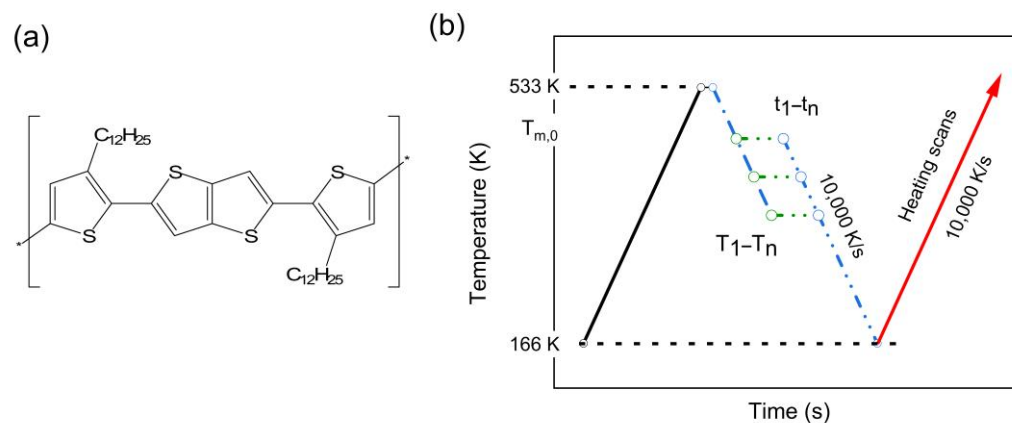 (a)
C12H25
S
S
*
*
S
S
C12H25
(b)
533 K
Tm,0
166 K
Temperature (K)
t1–tn
T1–Tn
10,000 K/s
Heating scans
10,000 K/s
Time (s)